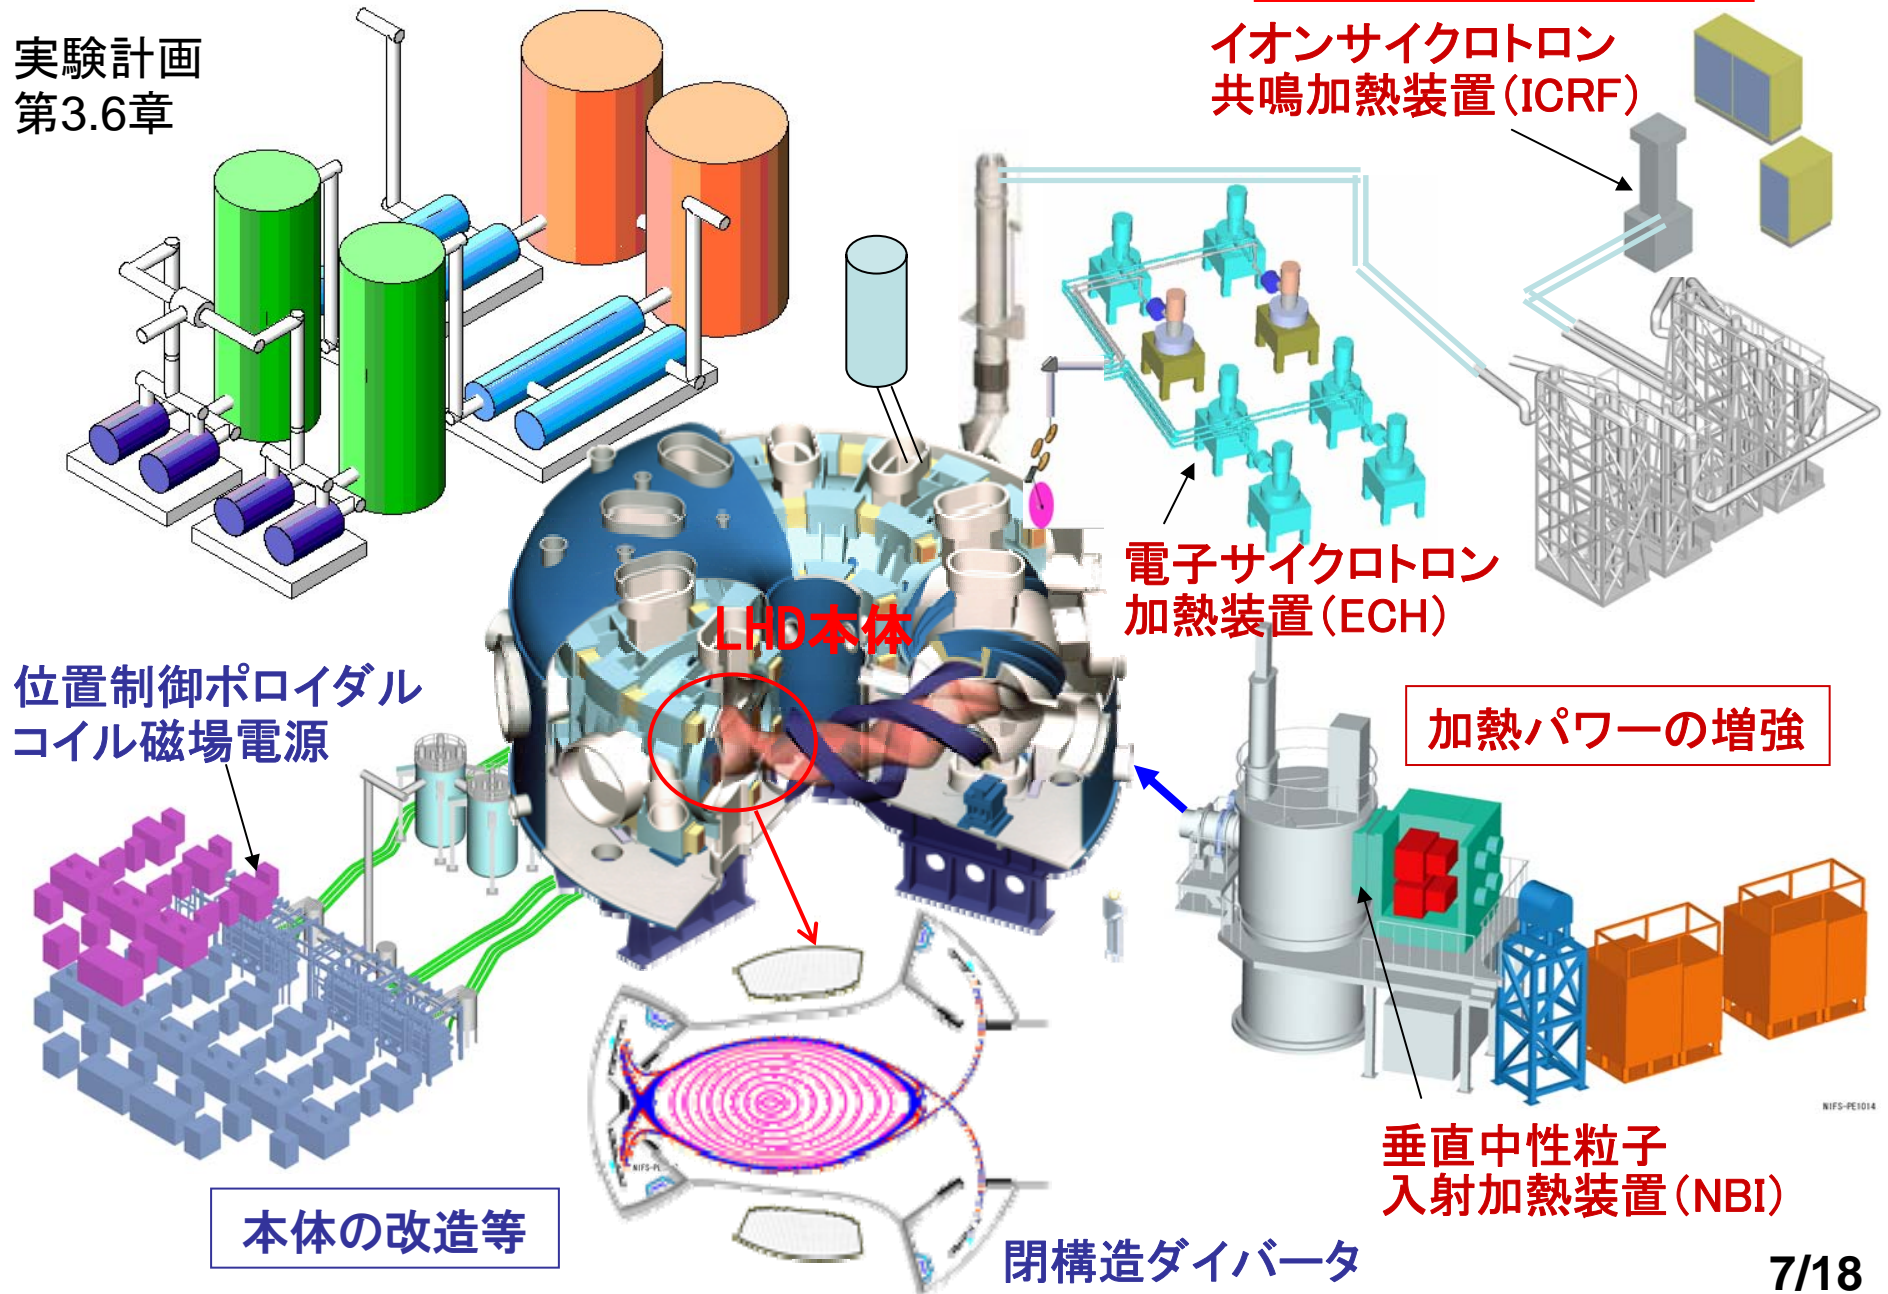 実験計画
第3.6章
イオンサイクロトロン
共鳴加熱装置(ICRF)
電子サイクロトロン
加熱装置(ECH)
LHD本体
位置制御ポロイダル
コイル磁場電源
加熱パワーの増強
NIFS-PE1014
垂直中性粒子
入射加熱装置(NBI)
本体の改造等
閉構造ダイバータ
7/18